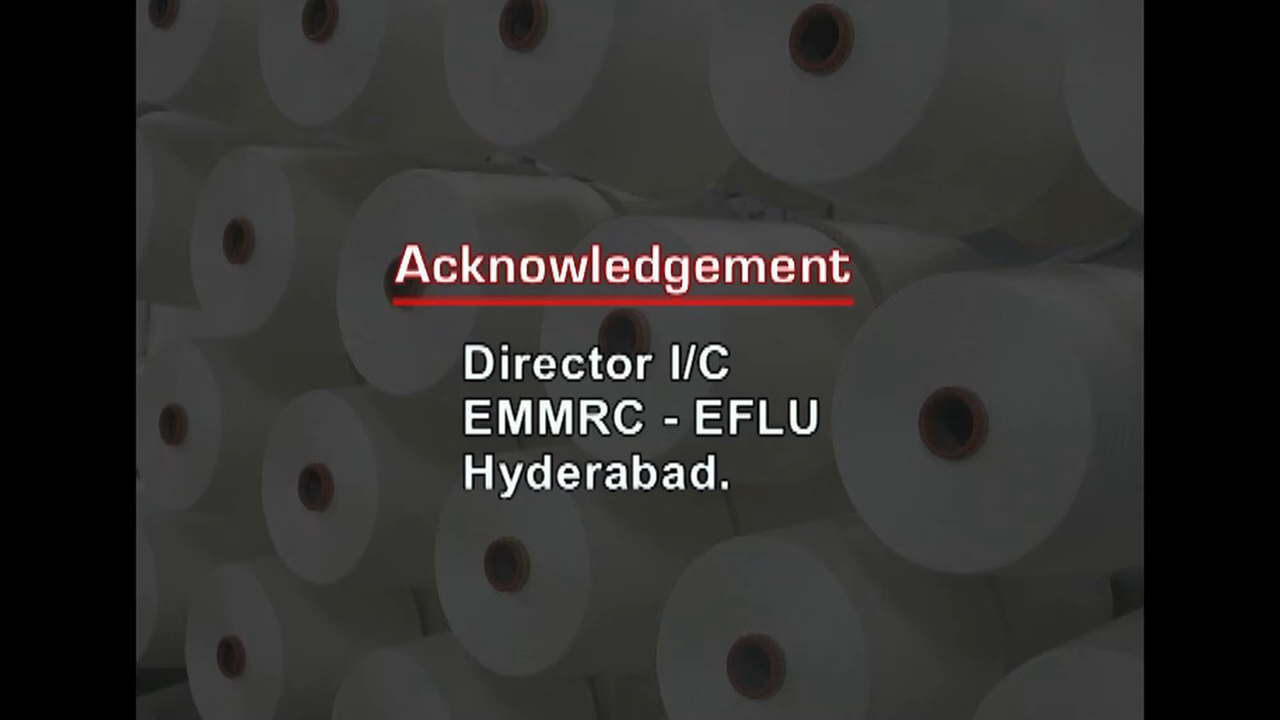 Acknowledgement
Director I/C
EMMRC - EFLU
Hyderabad.